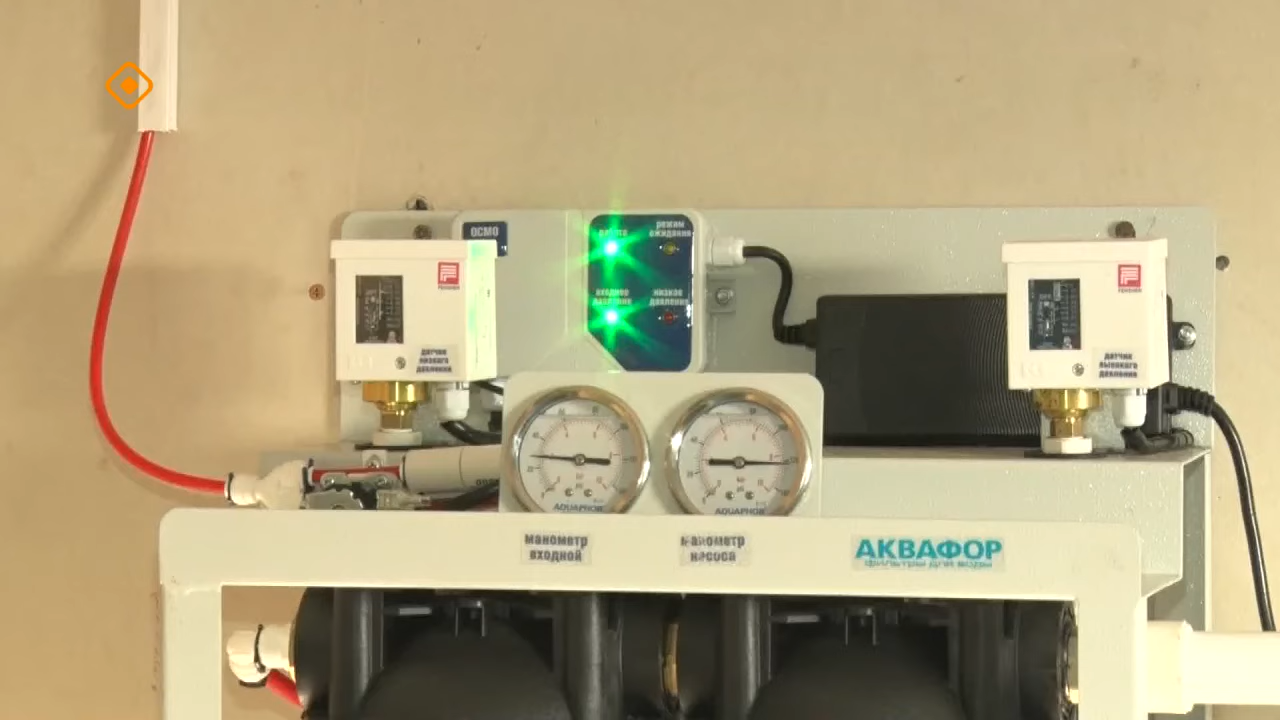 ОСМО
режим
ожидания
входное
давление
низкое
давление
датчик
низкого
давления
датчик
высокого
давления
AQUAPHOR
AQUAPHOR
манометр
входной
манометр
насоса
АКВАФОР
ФИЛЬТРЫ ДЛЯ ВОДЫ